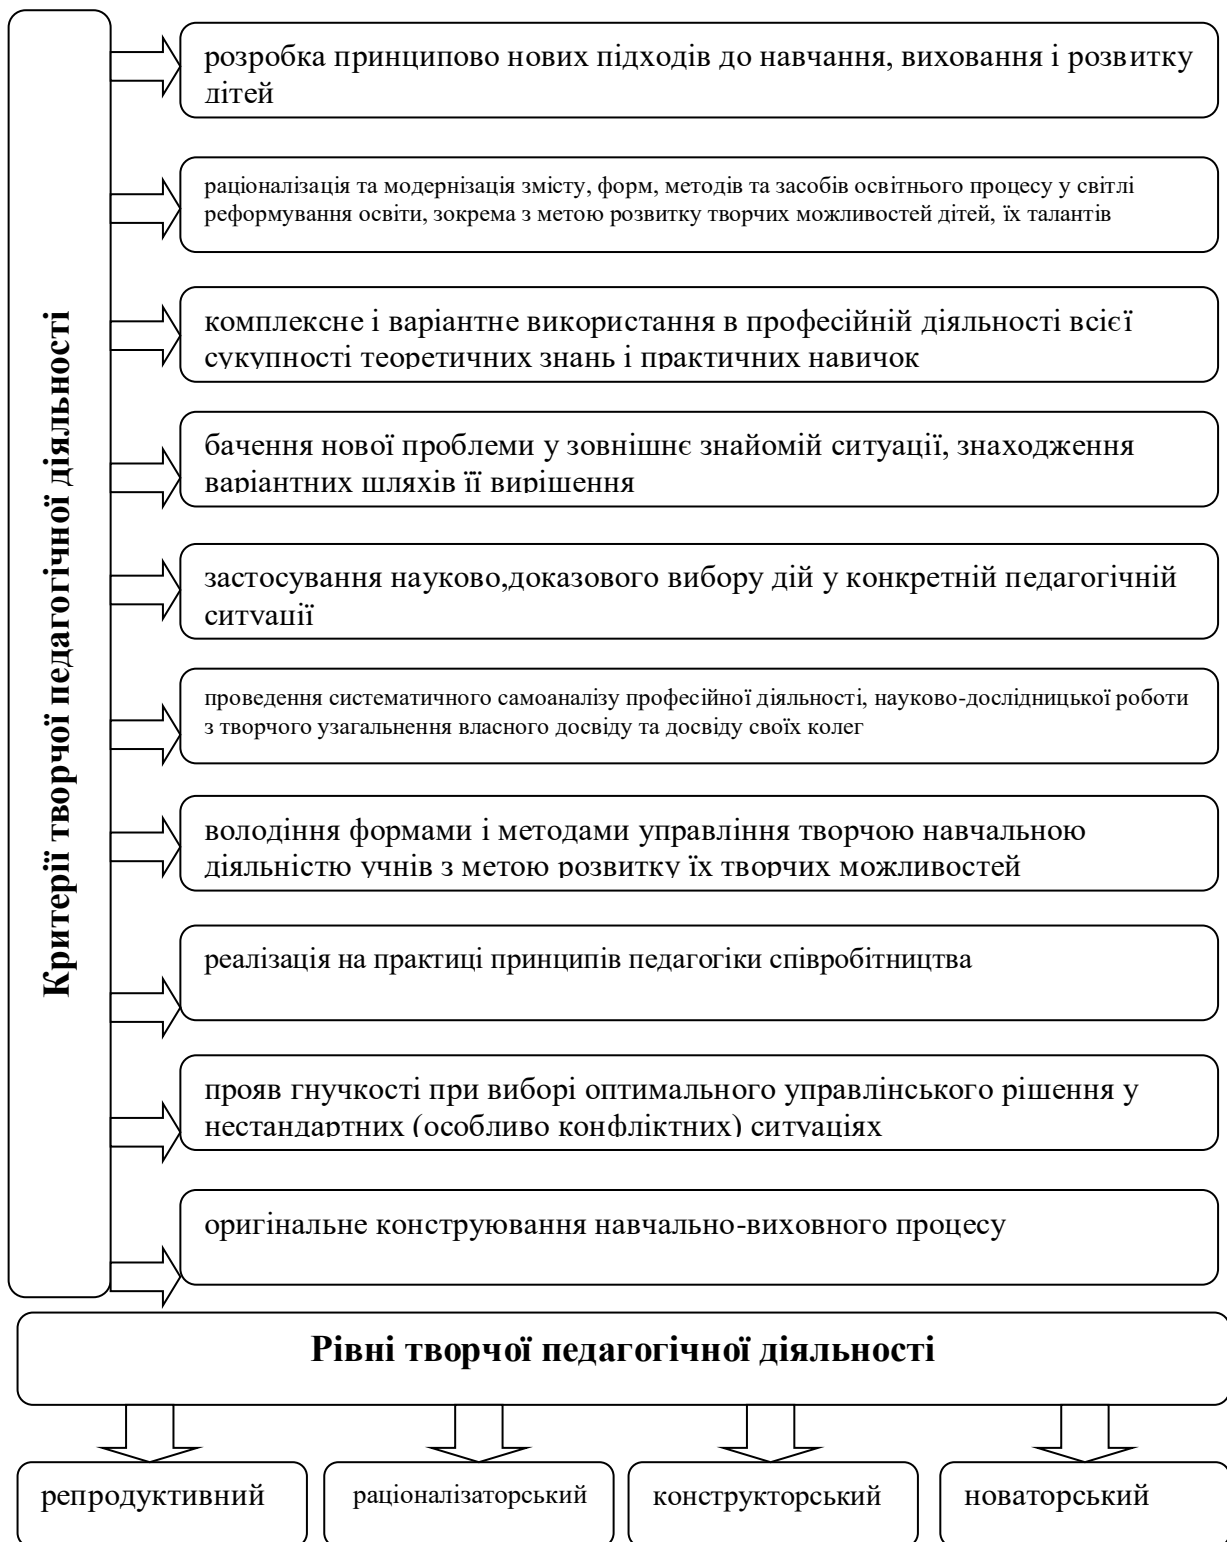 Критерії творчої педагогічної діяльності
розробка принципово нових підходів до навчання, виховання і розвитку
дітей
раціоналізація та модернізація змісту, форм, методів та засобів освітнього процесу у світлі
реформування освіти, зокрема з метою розвитку творчих можливостей дітей, їх талантів
комплексне і варіантне використання в професійній діяльності всієї
сукупності теоретичних знань і практичних навичок
бачення нової проблеми у зовнішнє знайомій ситуації, знаходження
варіантних шляхів її вирішення
застосування науково,доказового вибору дій у конкретній педагогічній
ситуації
проведення систематичного самоаналізу професійної діяльності, науково-дослідницької роботи
з творчого узагальнення власного досвіду та досвіду своїх колег
володіння формами і методами управління творчою навчальною
діяльністю учнів з метою розвитку їх творчих можливостей
реалізація на практиці принципів педагогіки співробітництва
прояв гнучкості при виборі оптимального управлінського рішення у
нестандартних (особливо конфліктних) ситуаціях
оригінальне конструювання навчально-виховного процесу
Рівні творчої педагогічної діяльності
репродуктивний
раціоналізаторський
конструкторський
новаторський